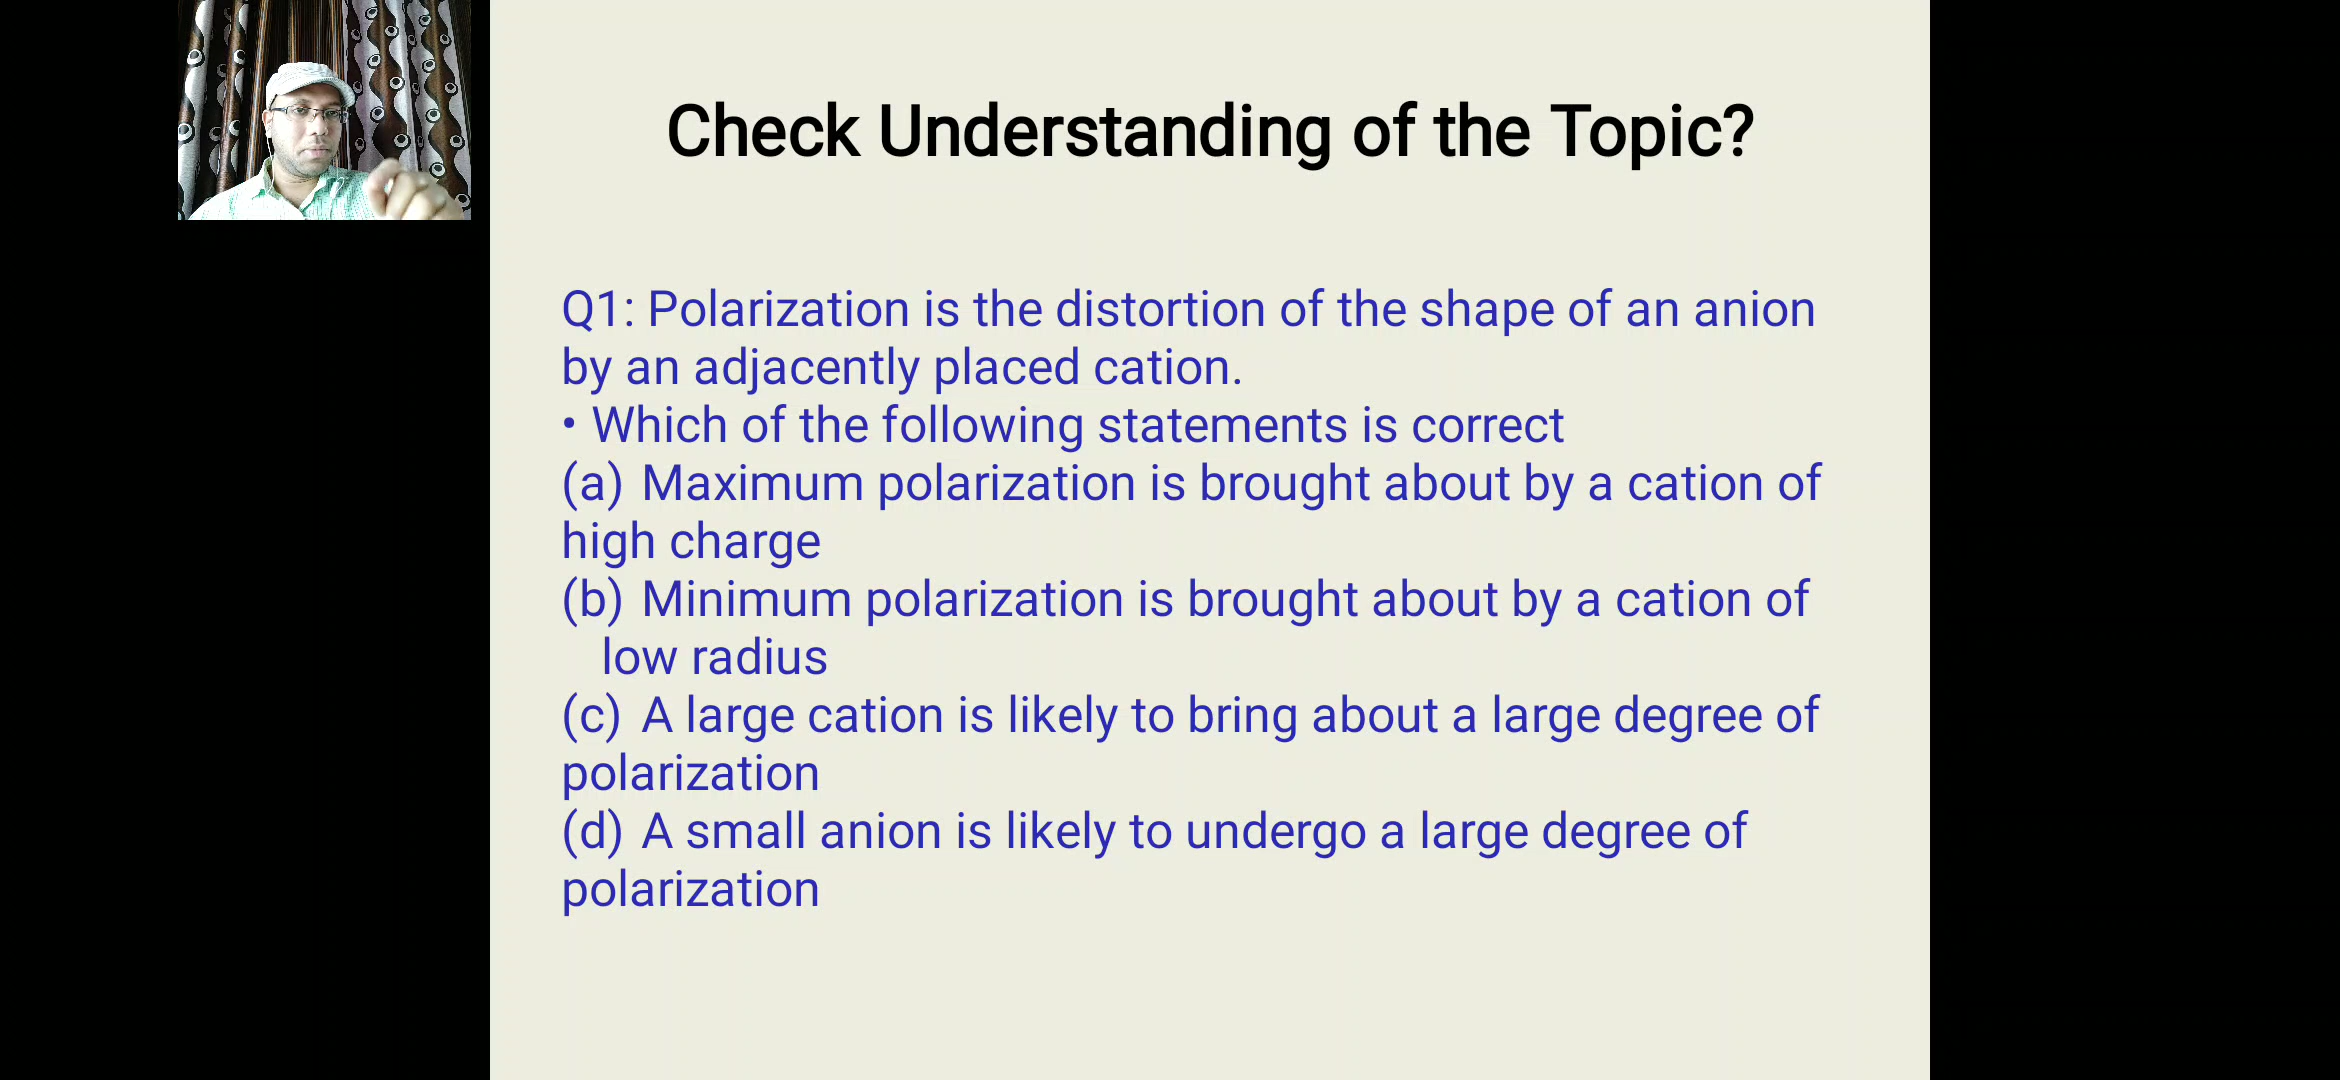 Check Understanding of the Topic?
Q1: Polarization is the distortion of the shape of an anion
by an adjacently placed cation.
• Which of the following statements is correct
(a) Maximum polarization is brought about by a cation of
high charge
(b) Minimum polarization is brought about by a cation of
low radius
(c) A large cation is likely to bring about a large degree of
polarization
(d) A small anion is likely to undergo a large degree of
polarization